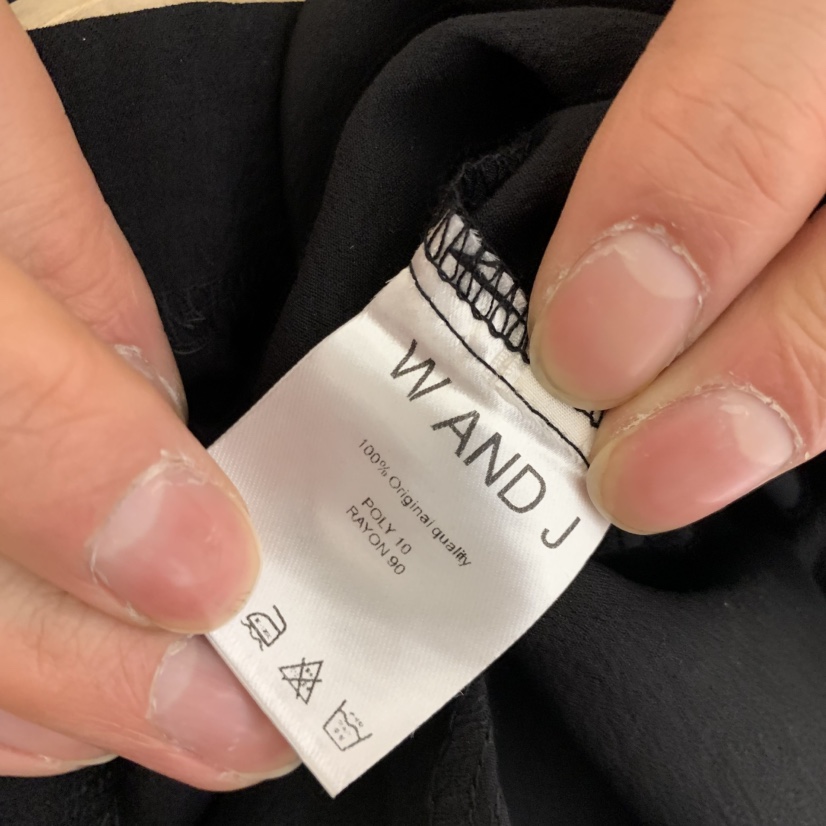 W AND J
100% Original quality
POLY 10
RAYON 90